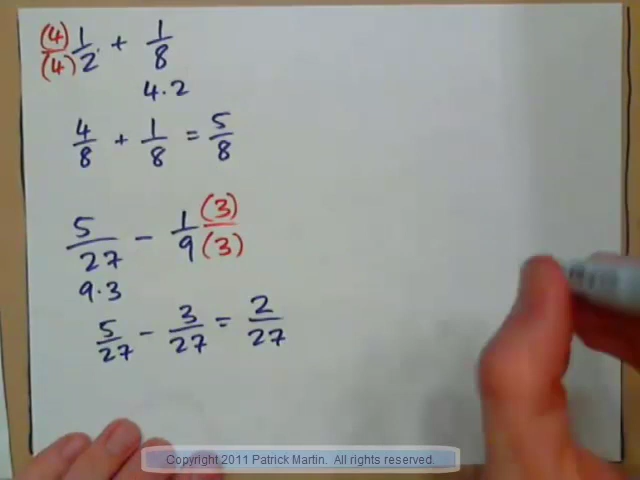 (4)/(4) 1/2 + 1/8
4·2
4/8 + 1/8 = 5/8
5/27 - 1/9 (3)/(3)
9·3
5/27 - 3/27 = 2/27
Copyright 2011 Patrick Martin. All rights reserved.